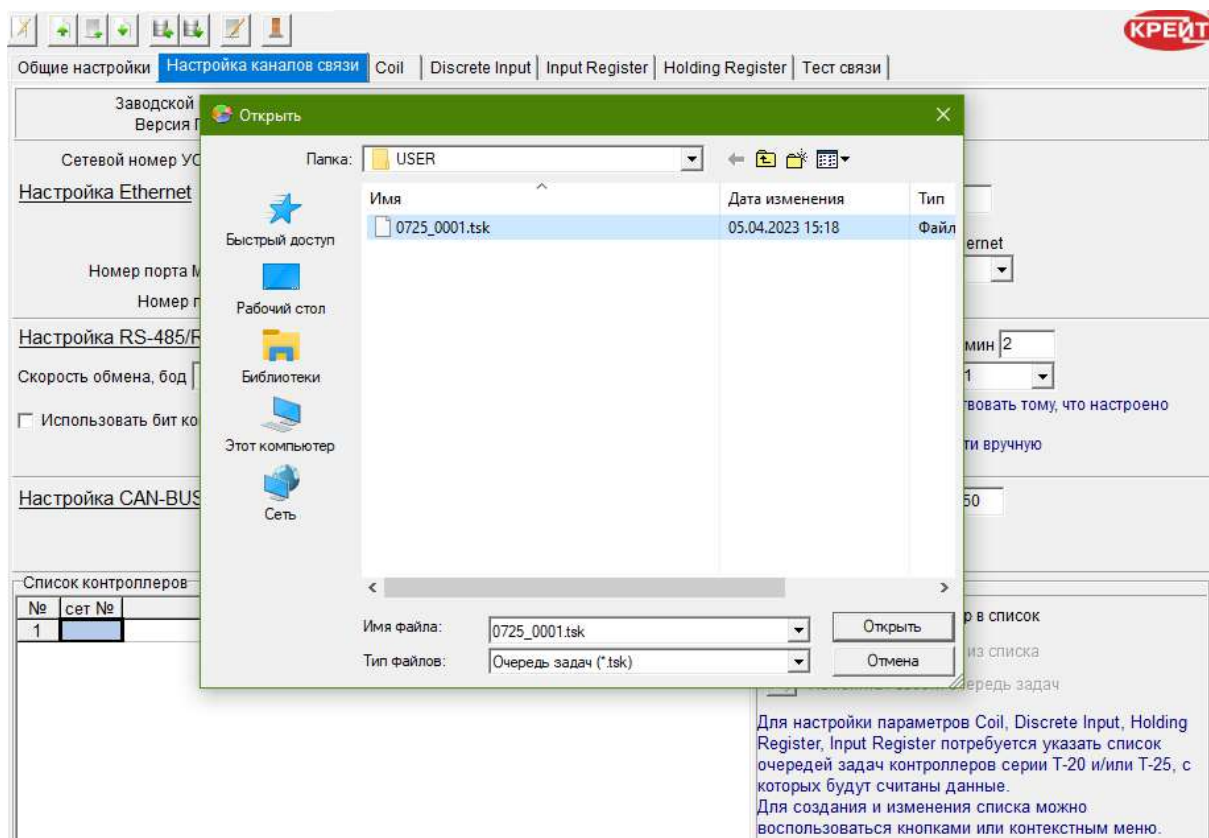 КРЕЙТ
Общие настройки Настройка каналов связи Coil Discrete Input Input Register Holding Register Тест связи
Заводской
Версия
Открыть
Сетевой номер
Папка: USER
Настройка Ethernet
Имя Дата изменения Тип
0725_0001.tsk 05.04.2023 15:18 Файл
Быстрый доступ
ernet
Номер порта
Номер
Рабочий стол
Настройка RS-485/
мин 2
Скорость обмена, бод
Библиотеки
1
Использовать бит ко
вовать тому, что настроено
Этот компьютер
ти вручную
Настройка CAN-BUS
50
Сеть
Список контроллеров
№ сет №
1
Имя файла: 0725_0001.tsk Открыть
р в список
Тип файлов: Очередь задач (*.tsk) Отмена
из списка
очередь задач
Для настройки параметров Coil, Discrete Input, Holding
Register, Input Register потребуется указать список
очередей задач контроллеров серии Т-20 и/или Т-25, с
которых будут считаны данные.
Для создания и изменения списка можно
воспользоваться кнопками или контекстным меню.